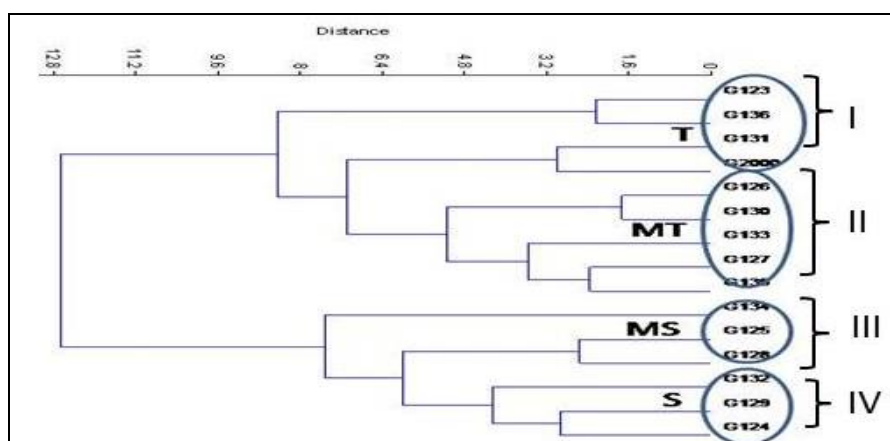 Distance
12.8 11.2 9.6 8 6.4 4.8 3.2 1.6 0
G123
G136
G131
T
I
G2000
G126
G130
G133
MT
II
G127
G135
G134
G125
MS
III
G128
G132
G129
S
IV
G124